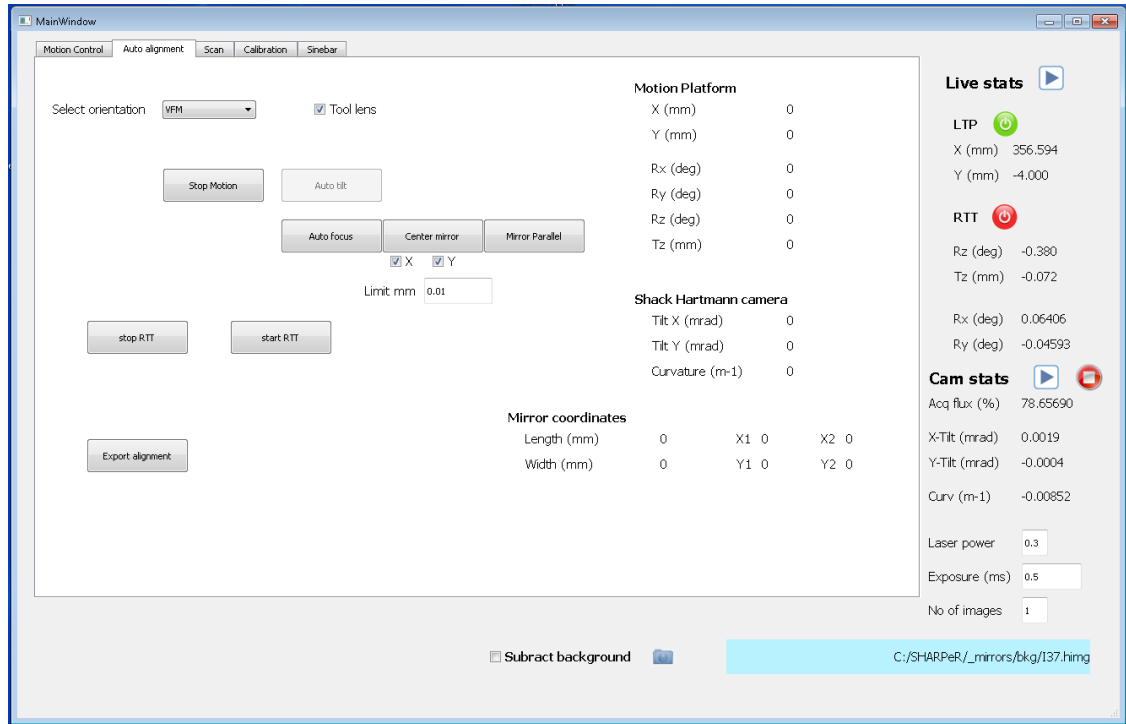 MainWindow
Motion Control Auto alignment Scan Calibration Sinebar
Select orientation VFM Tool lens
Stop Motion Auto tilt
Auto focus Center mirror Mirror Parallel
X Y
Limit mm 0.01
stop RTT start RTT
Export alignment
Motion Platform
X (mm) 0
Y (mm) 0
Rx (deg) 0
Ry (deg) 0
Rz (deg) 0
Tz (mm) 0
Shack Hartmann camera
Tilt X (mrad) 0
Tilt Y (mrad) 0
Curvature (m-1) 0
Mirror coordinates
Length (mm) 0 X1 0 X2 0
Width (mm) 0 Y1 0 Y2 0
Live stats
LTP
X (mm) 356.594
Y (mm) -4.000
RTT
Rz (deg) -0.380
Tz (mm) -0.072
Rx (deg) 0.06406
Ry (deg) -0.04593
Cam stats
Acq flux (%) 78.65690
X-Tilt (mrad) 0.0019
Y-Tilt (mrad) -0.0004
Curv (m-1) -0.00852
Laser power 0.3
Exposure (ms) 0.5
No of images 1
Subract background
C:/SHARPeR/_mirrors/bkg/I37.himg